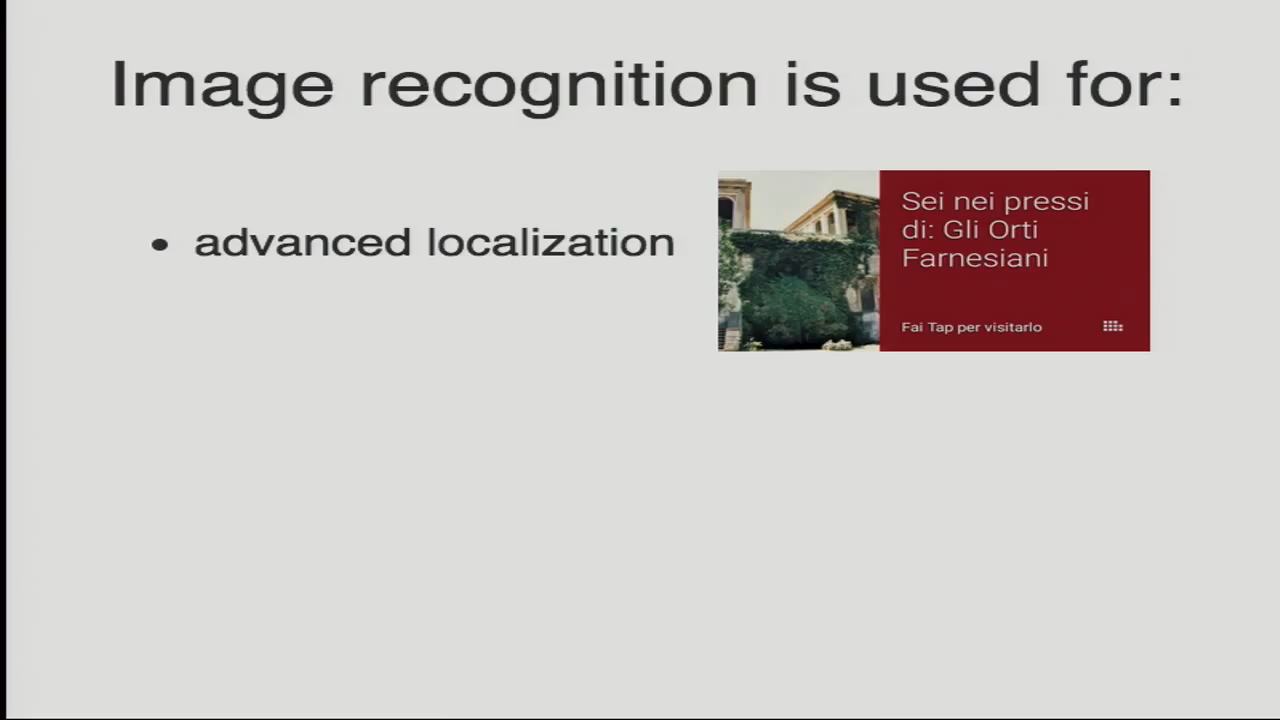 Image recognition is used for:
• advanced localization
Sei nei pressi
di: Gli Orti
Farnesiani
Fai Tap per visitarlo